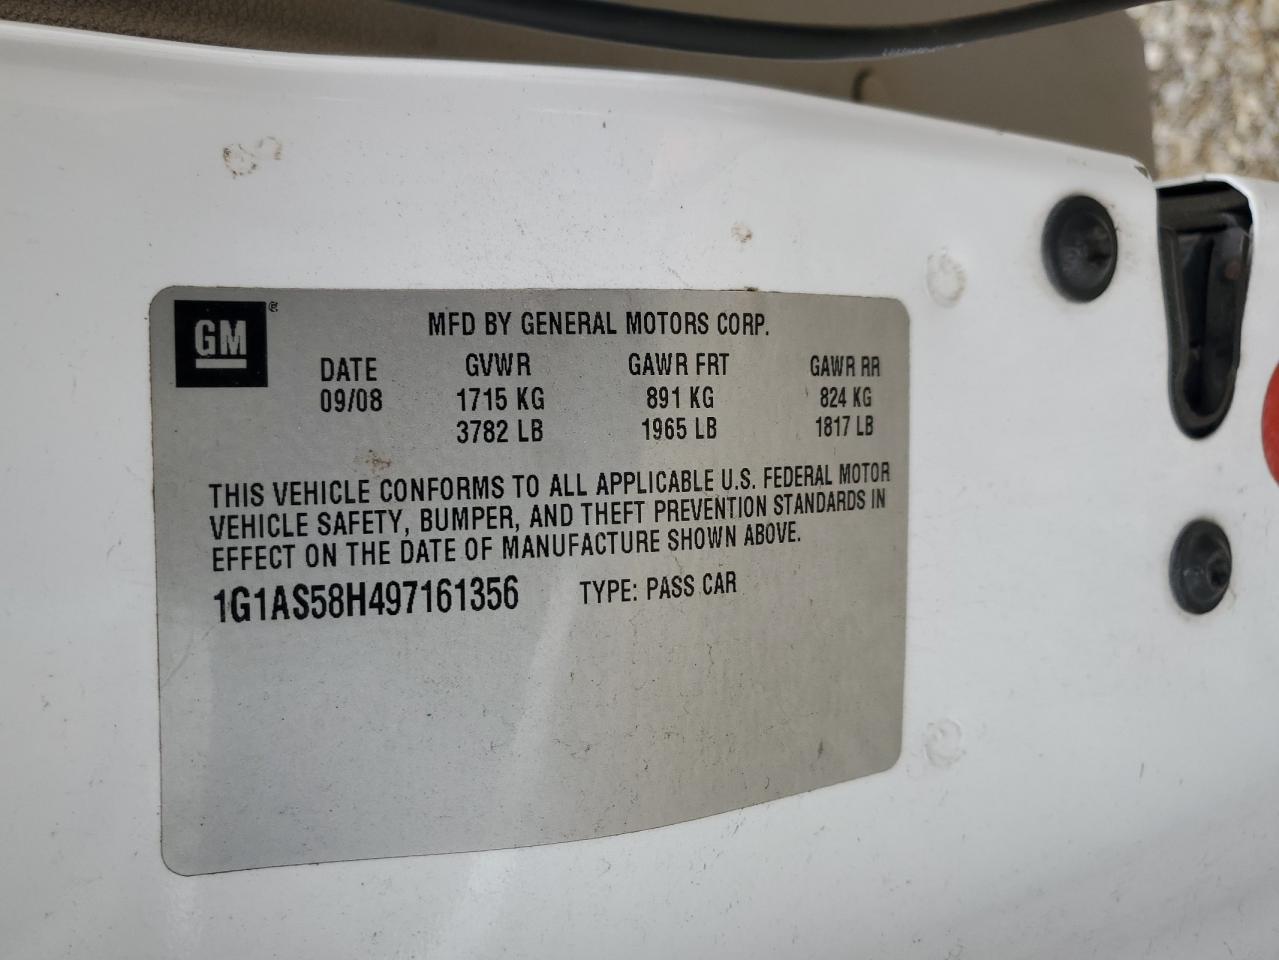 GM
®
MFD BY GENERAL MOTORS CORP.
DATE GVWR GAWR FRT GAWR RR
09/08 1715 KG 891 KG 824 KG
3782 LB 1965 LB 1817 LB
THIS VEHICLE CONFORMS TO ALL APPLICABLE U.S. FEDERAL MOTOR
VEHICLE SAFETY, BUMPER, AND THEFT PREVENTION STANDARDS IN
EFFECT ON THE DATE OF MANUFACTURE SHOWN ABOVE.
1G1AS58H497161356 TYPE: PASS CAR